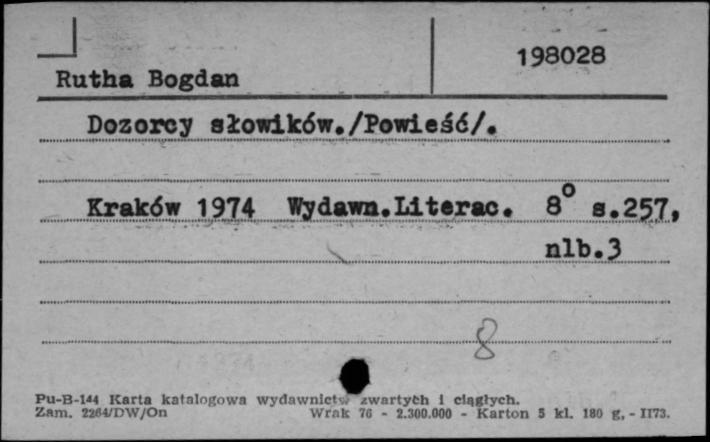 198028
Rutha Bogdan
Dozorcy słowików./Powieść/.
Kraków 1974 Wydawn.Literac. 8° s.257,
nlb.3
8
Pu-B-144 Karta katalogowa wydawnictw zwartych i ciągłych.
Zam. 2264/DW/On Wrak 76 - 2.300.000 - Karton 5 kl. 180 g. - II73.